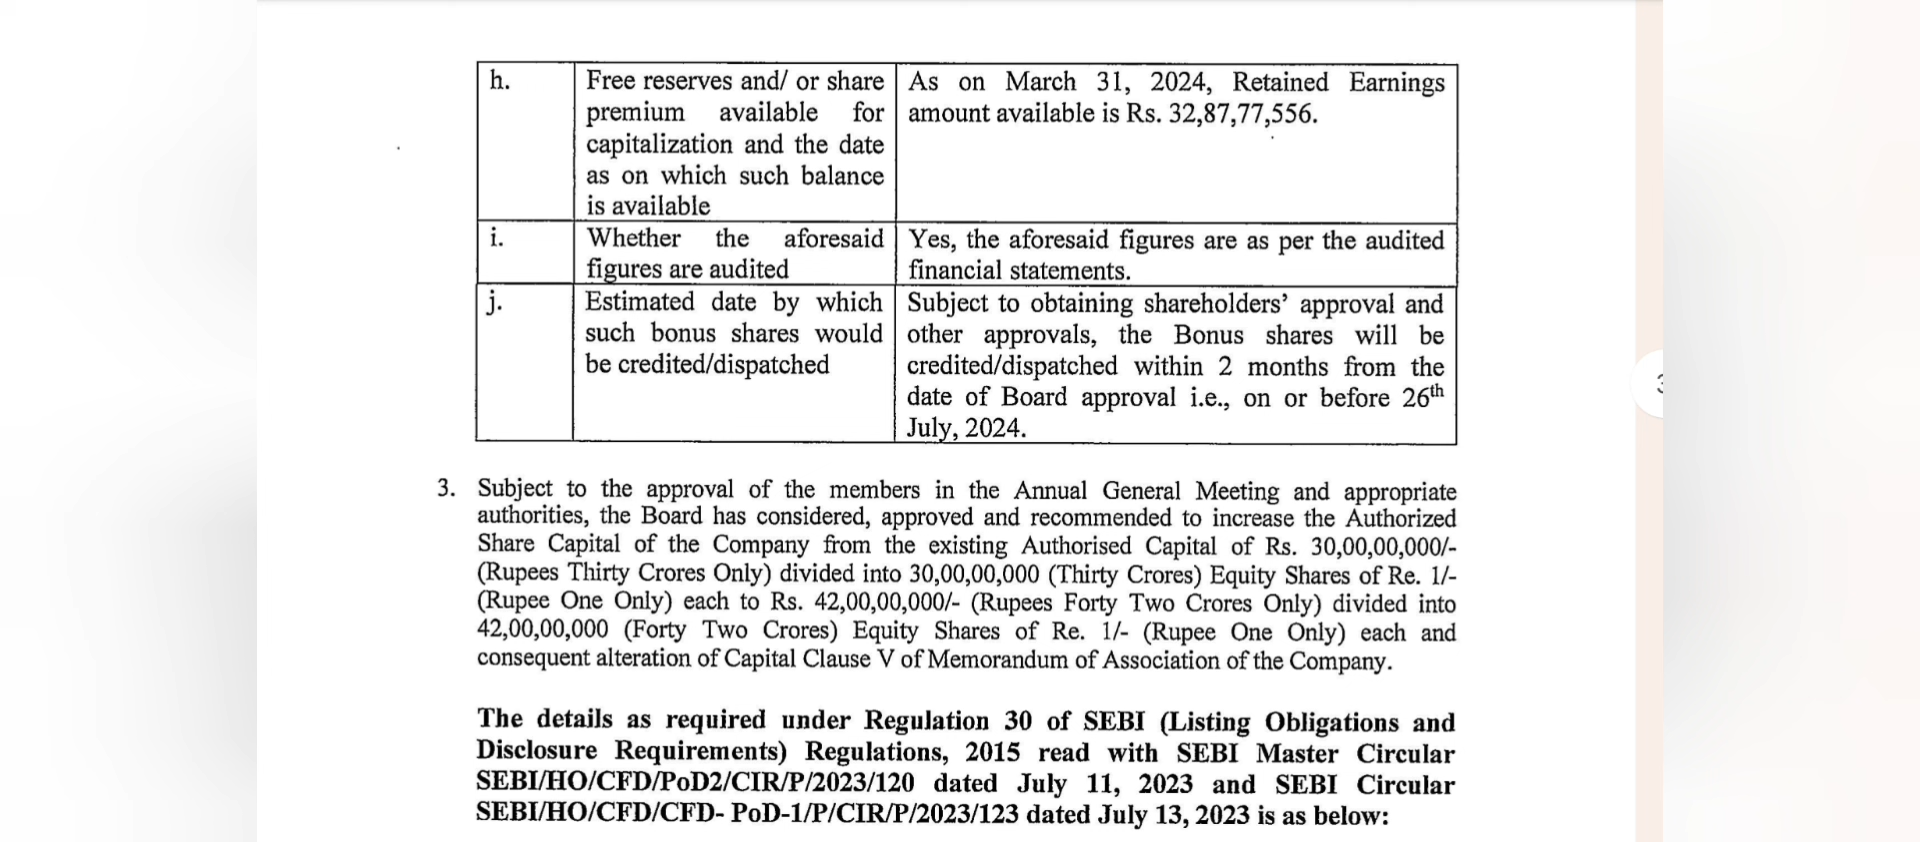 h.
Free reserves and/ or share
premium available for
capitalization and the date
as on which such balance
is available
As on March 31, 2024, Retained Earnings
amount available is Rs. 32,87,77,556.
i.
Whether the aforesaid
figures are audited
Yes, the aforesaid figures are as per the audited
financial statements.
j.
Estimated date by which
such bonus shares would
be credited/dispatched
Subject to obtaining shareholders’ approval and
other approvals, the Bonus shares will be
credited/dispatched within 2 months from the
date of Board approval i.e., on or before 26th
July, 2024.
3. Subject to the approval of the members in the Annual General Meeting and appropriate
authorities, the Board has considered, approved and recommended to increase the Authorized
Share Capital of the Company from the existing Authorised Capital of Rs. 30,00,00,000/-
(Rupees Thirty Crores Only) divided into 30,00,00,000 (Thirty Crores) Equity Shares of Re. 1/-
(Rupee One Only) each to Rs. 42,00,00,000/- (Rupees Forty Two Crores Only) divided into
42,00,00,000 (Forty Two Crores) Equity Shares of Re. 1/- (Rupee One Only) each and
consequent alteration of Capital Clause V of Memorandum of Association of the Company.
The details as required under Regulation 30 of SEBI (Listing Obligations and
Disclosure Requirements) Regulations, 2015 read with SEBI Master Circular
SEBI/HO/CFD/PoD2/CIR/P/2023/120 dated July 11, 2023 and SEBI Circular
SEBI/HO/CFD/CFD- PoD-1/P/CIR/P/2023/123 dated July 13, 2023 is as below: